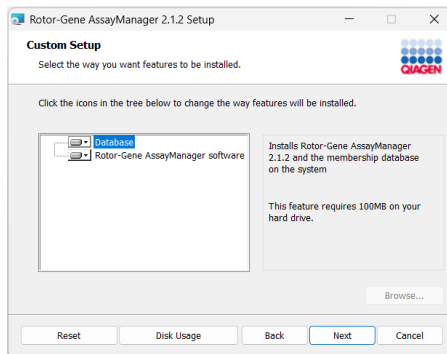 Rotor-Gene AssayManager 2.1.2 Setup
Custom Setup
Select the way you want features to be installed.
QIAGEN
Click the icons in the tree below to change the way features will be installed.
Database
Rotor-Gene AssayManager software
Installs Rotor-Gene AssayManager
2.1.2 and the membership database
on the system
This feature requires 100MB on your
hard drive.
Browse...
Reset
Disk Usage
Back
Next
Cancel